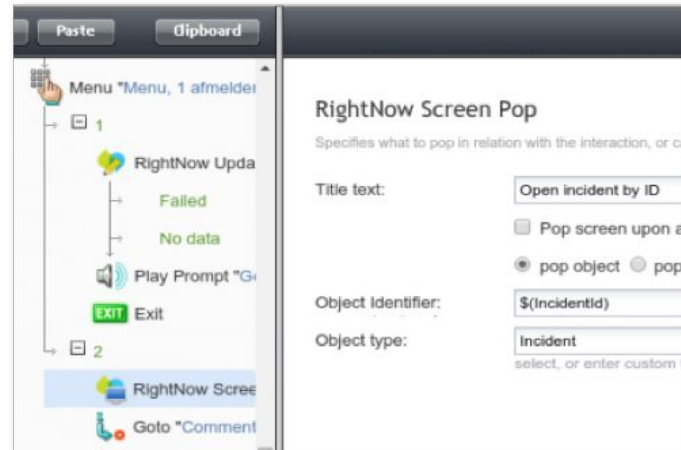 Paste Clipboard
Menu "Menu, 1 afmelder
1
RightNow Upda
Failed
No data
Play Prompt "G
EXIT Exit
2
RightNow Scree
Goto "Comment
RightNow Screen Pop
Specifies what to pop in relation with the interaction, or c
Title text: Open incident by ID
Pop screen upon a
pop object pop
Object Identifier: $(IncidentId)
Object type: Incident
select, or enter custom